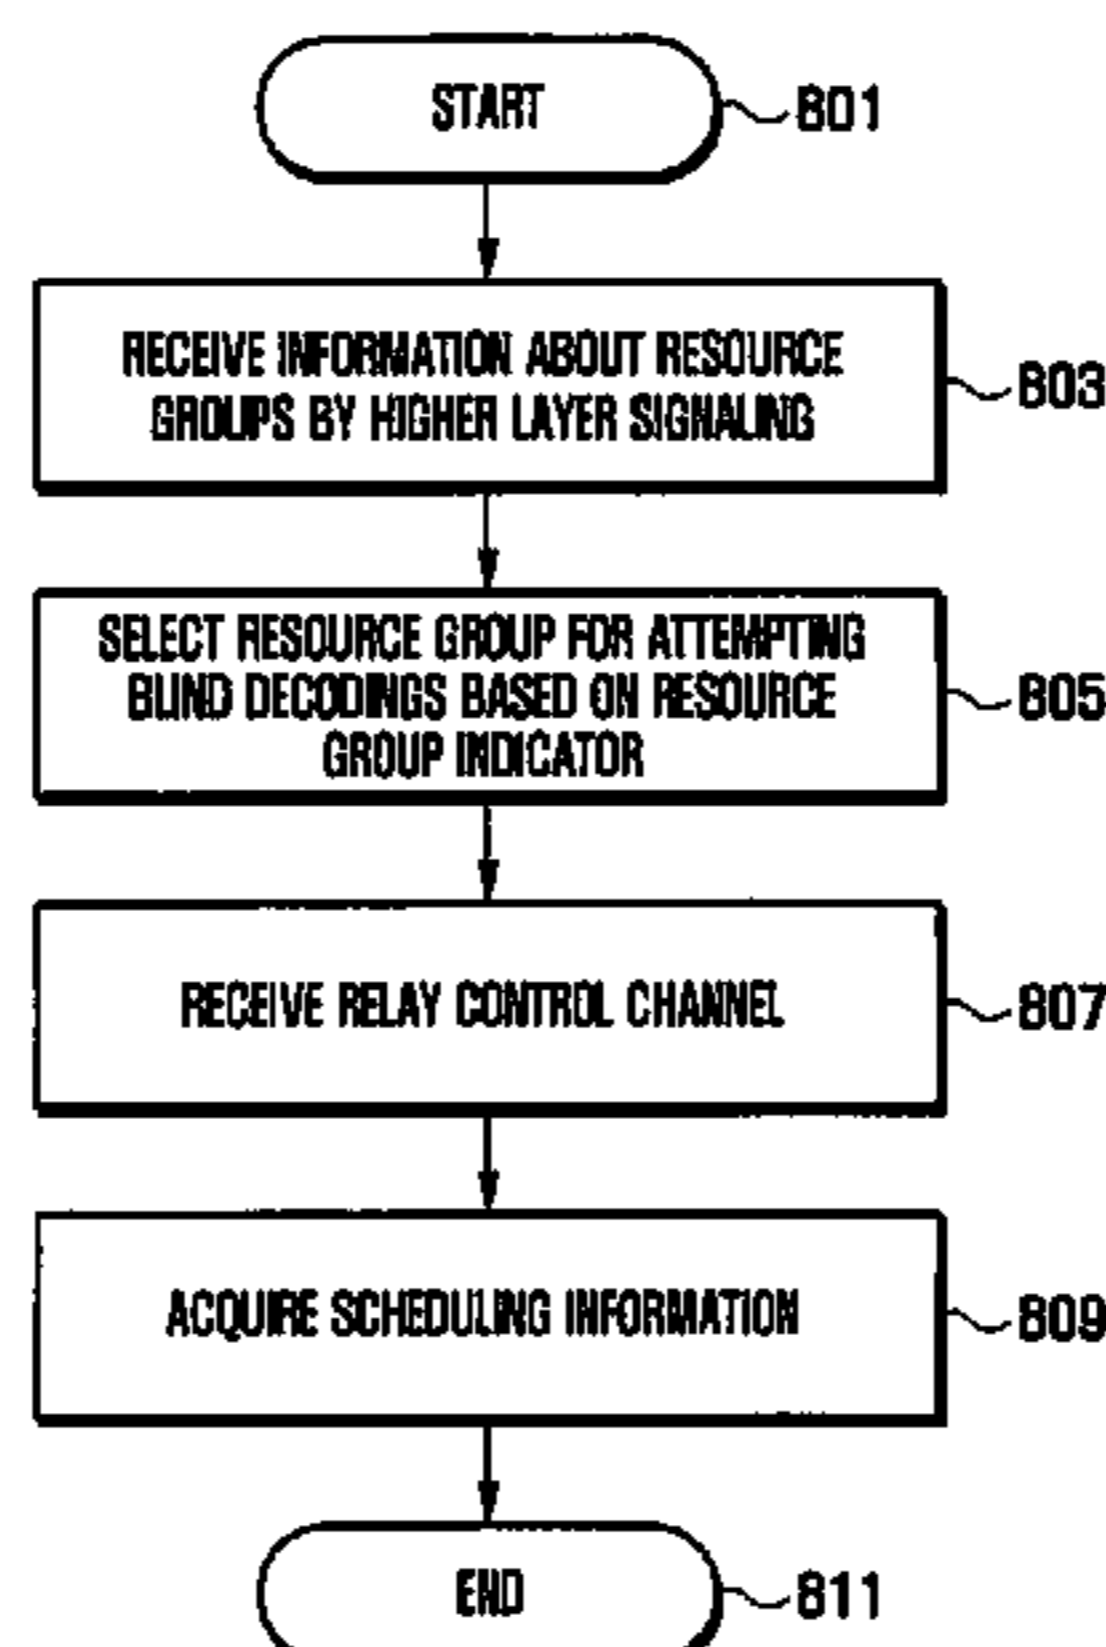 START
801
RECEIVE INFORMATION ABOUT RESOURCE
GROUPS BY HIGHER LAYER SIGNALING
803
SELECT RESOURCE GROUP FOR ATTEMPTING
BLIND DECODINGS BASED ON RESOURCE
GROUP INDICATOR
805
RECEIVE RELAY CONTROL CHANNEL
807
ACQUIRE SCHEDULING INFORMATION
809
END
811